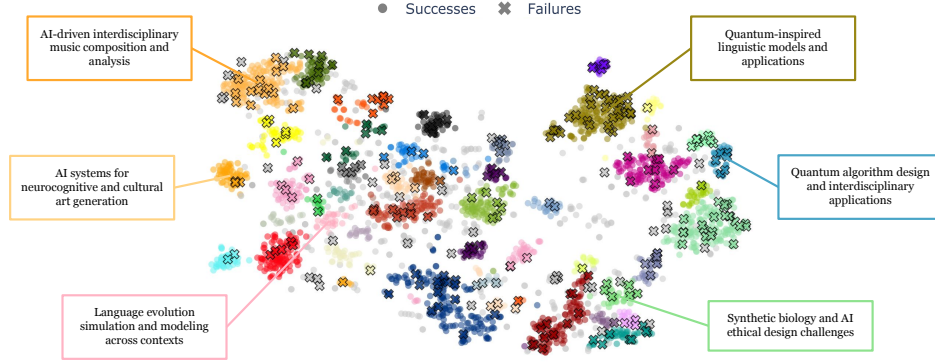 Successes Failures
AI-driven interdisciplinary
music composition and
analysis
Quantum-inspired
linguistic models and
applications
AI systems for
neurocognitive and cultural
art generation
Quantum algorithm design
and interdisciplinary
applications
Language evolution
simulation and modeling
across contexts
Synthetic biology and AI
ethical design challenges